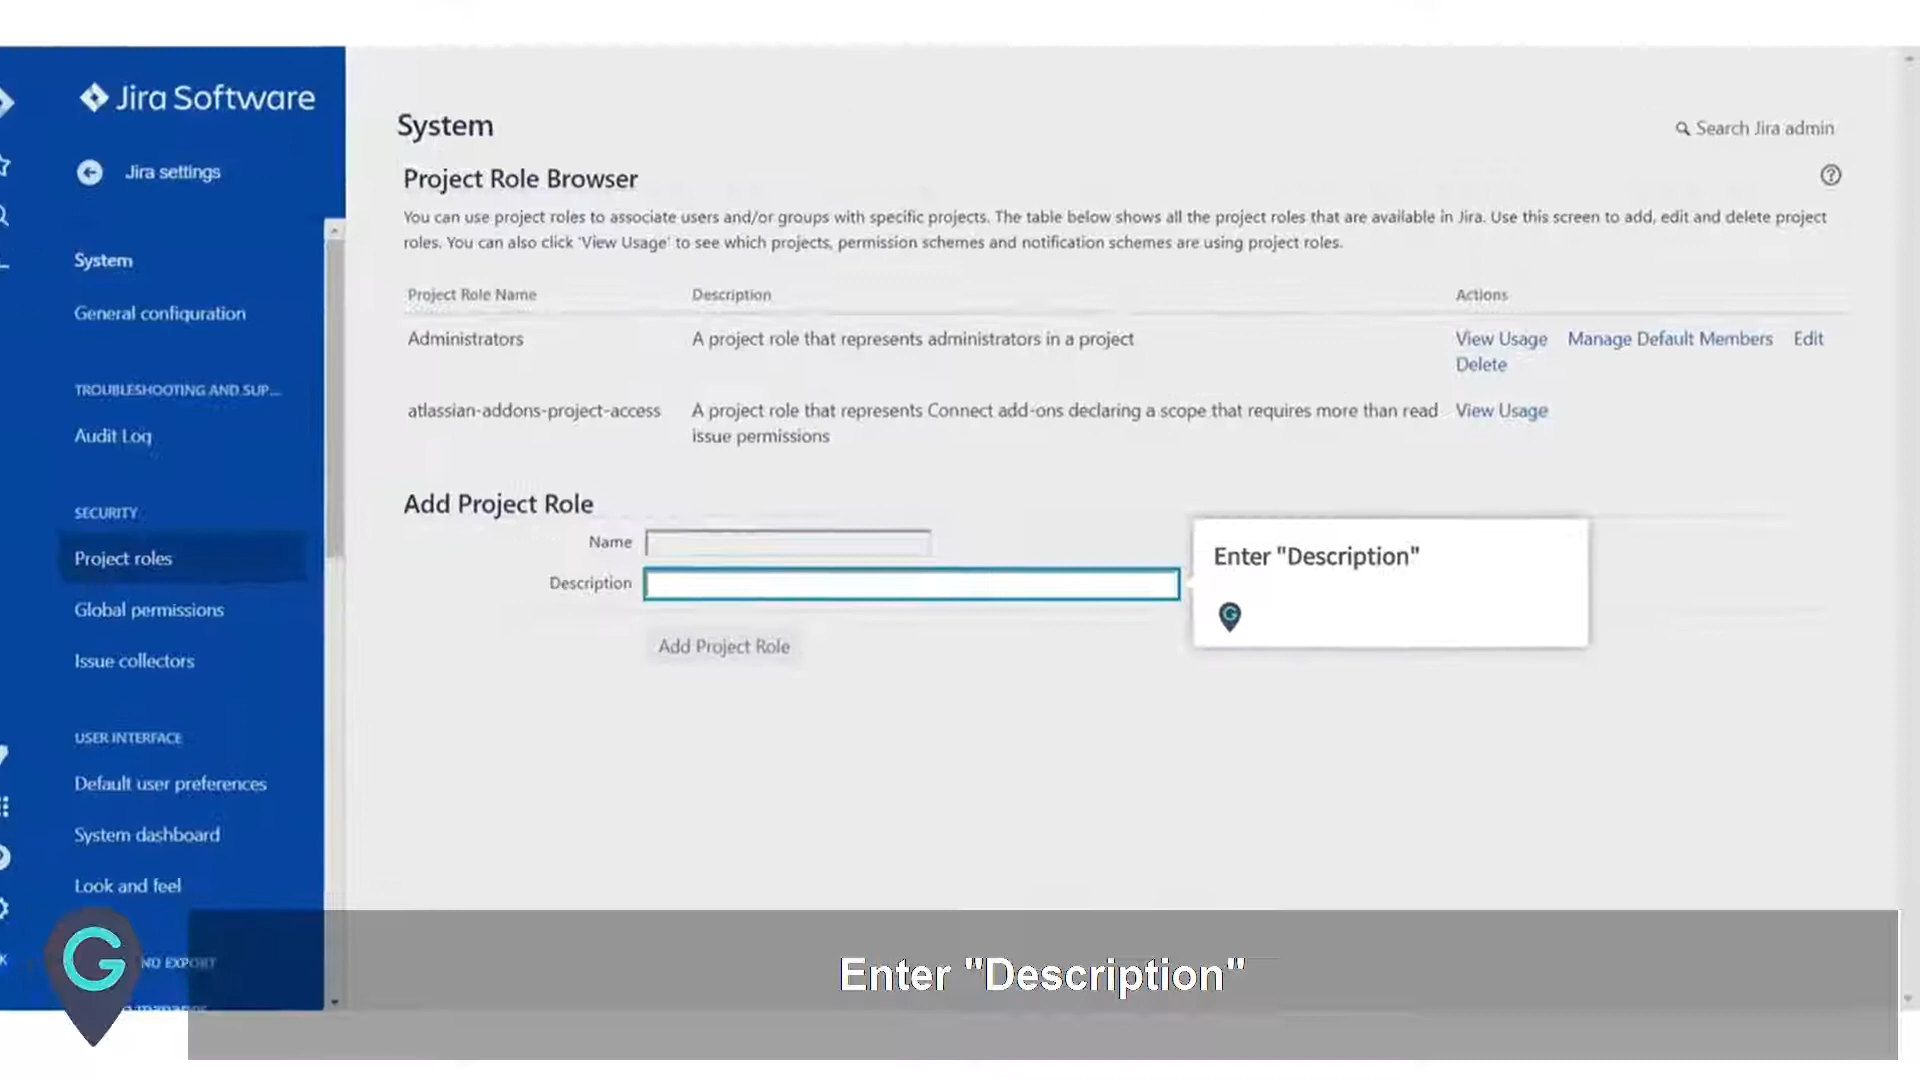 Jira Software
Jira settings
System
General configuration
TROUBLESHOOTING AND SUP...
Audit Log
SECURITY
Project roles
Global permissions
Issue collectors
USER INTERFACE
Default user preferences
System dashboard
Look and feel
EXPORT
System
Search Jira admin
Project Role Browser
You can use project roles to associate users and/or groups with specific projects. The table below shows all the project roles that are available in Jira. Use this screen to add, edit and delete project
roles. You can also click 'View Usage' to see which projects, permission schemes and notification schemes are using project roles.
Project Role Name Description Actions
Administrators A project role that represents administrators in a project View Usage Manage Default Members Edit
Delete
atlassian-addons-project-access A project role that represents Connect add-ons declaring a scope that requires more than read View Usage
issue permissions
Add Project Role
Name
Description
Add Project Role
Enter "Description"
G
G
Enter "Description"